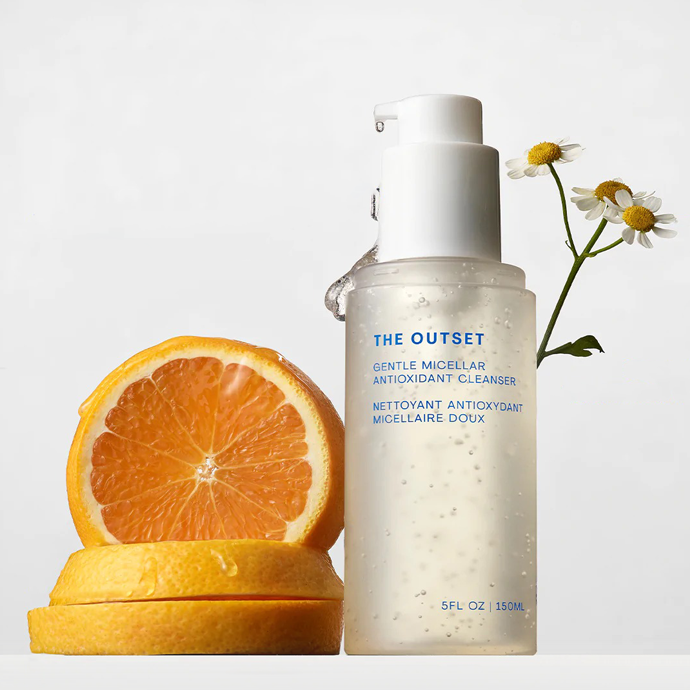 THE OUTSET
GENTLE MICELLAR
ANTIOXIDANT CLEANSER
NETTOYANT ANTIOXYDANT
MICELLAIRE DOUX
5FL OZ | 150ML